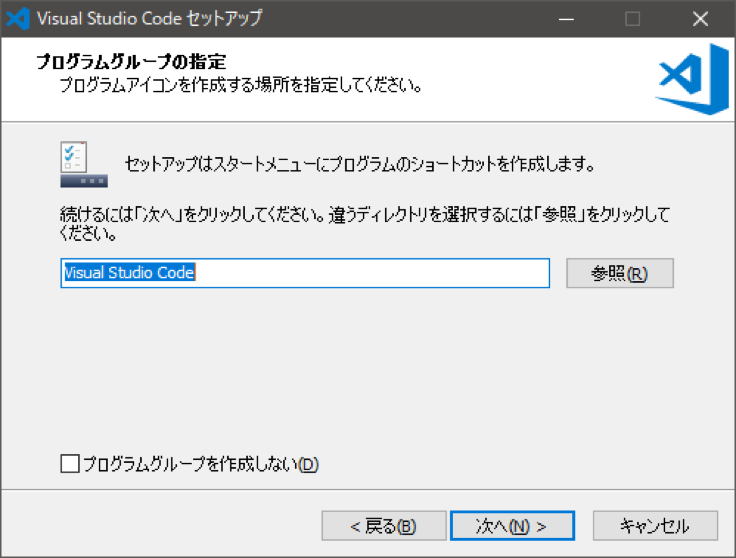 Visual Studio Code セットアップ
プログラムグループの指定
プログラムアイコンを作成する場所を指定してください。
セットアップはスタートメニューにプログラムのショートカットを作成します。
続けるには「次へ」をクリックしてください。違うディレクトリを選択するには「参照」をクリックして
ください。
Visual Studio Code
参照(R)
プログラムグループを作成しない(D)
< 戻る(B)
次へ(N) >
キャンセル